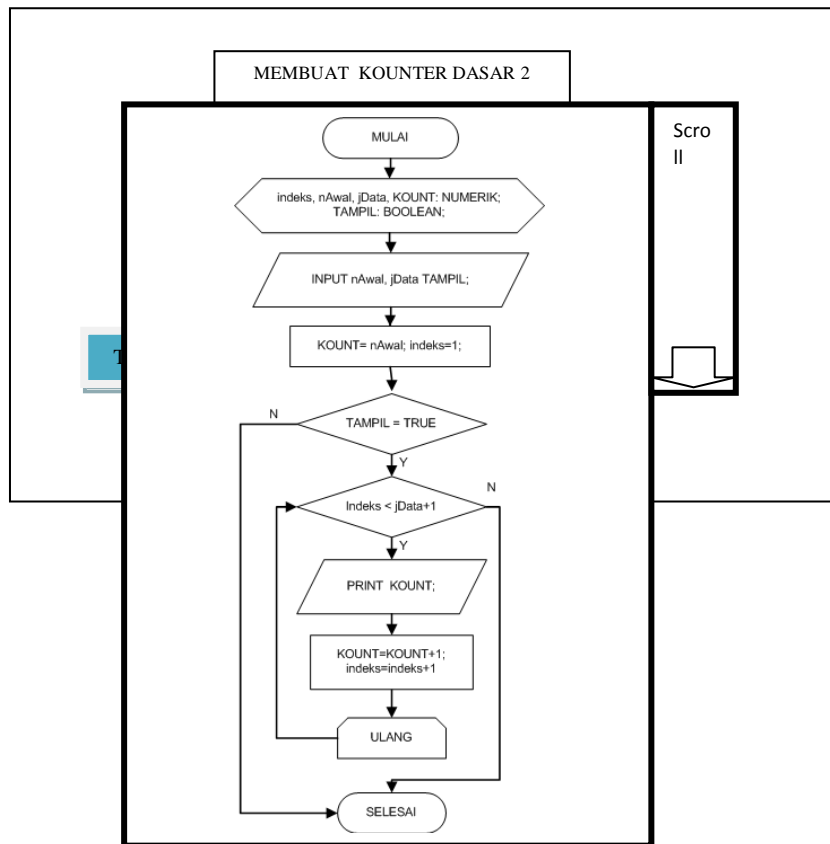 MEMBUAT KOUNTER DASAR 2
Scro
ll
MULAI
indeks, nAwal, jData, KOUNT: NUMERIK;
TAMPIL: BOOLEAN;
INPUT nAwal, jData TAMPIL;
KOUNT= nAwal; indeks=1;
N
TAMPIL = TRUE
Y
Indeks < jData+1
N
Y
PRINT KOUNT;
KOUNT=KOUNT+1;
indeks=indeks+1
ULANG
SELESAI